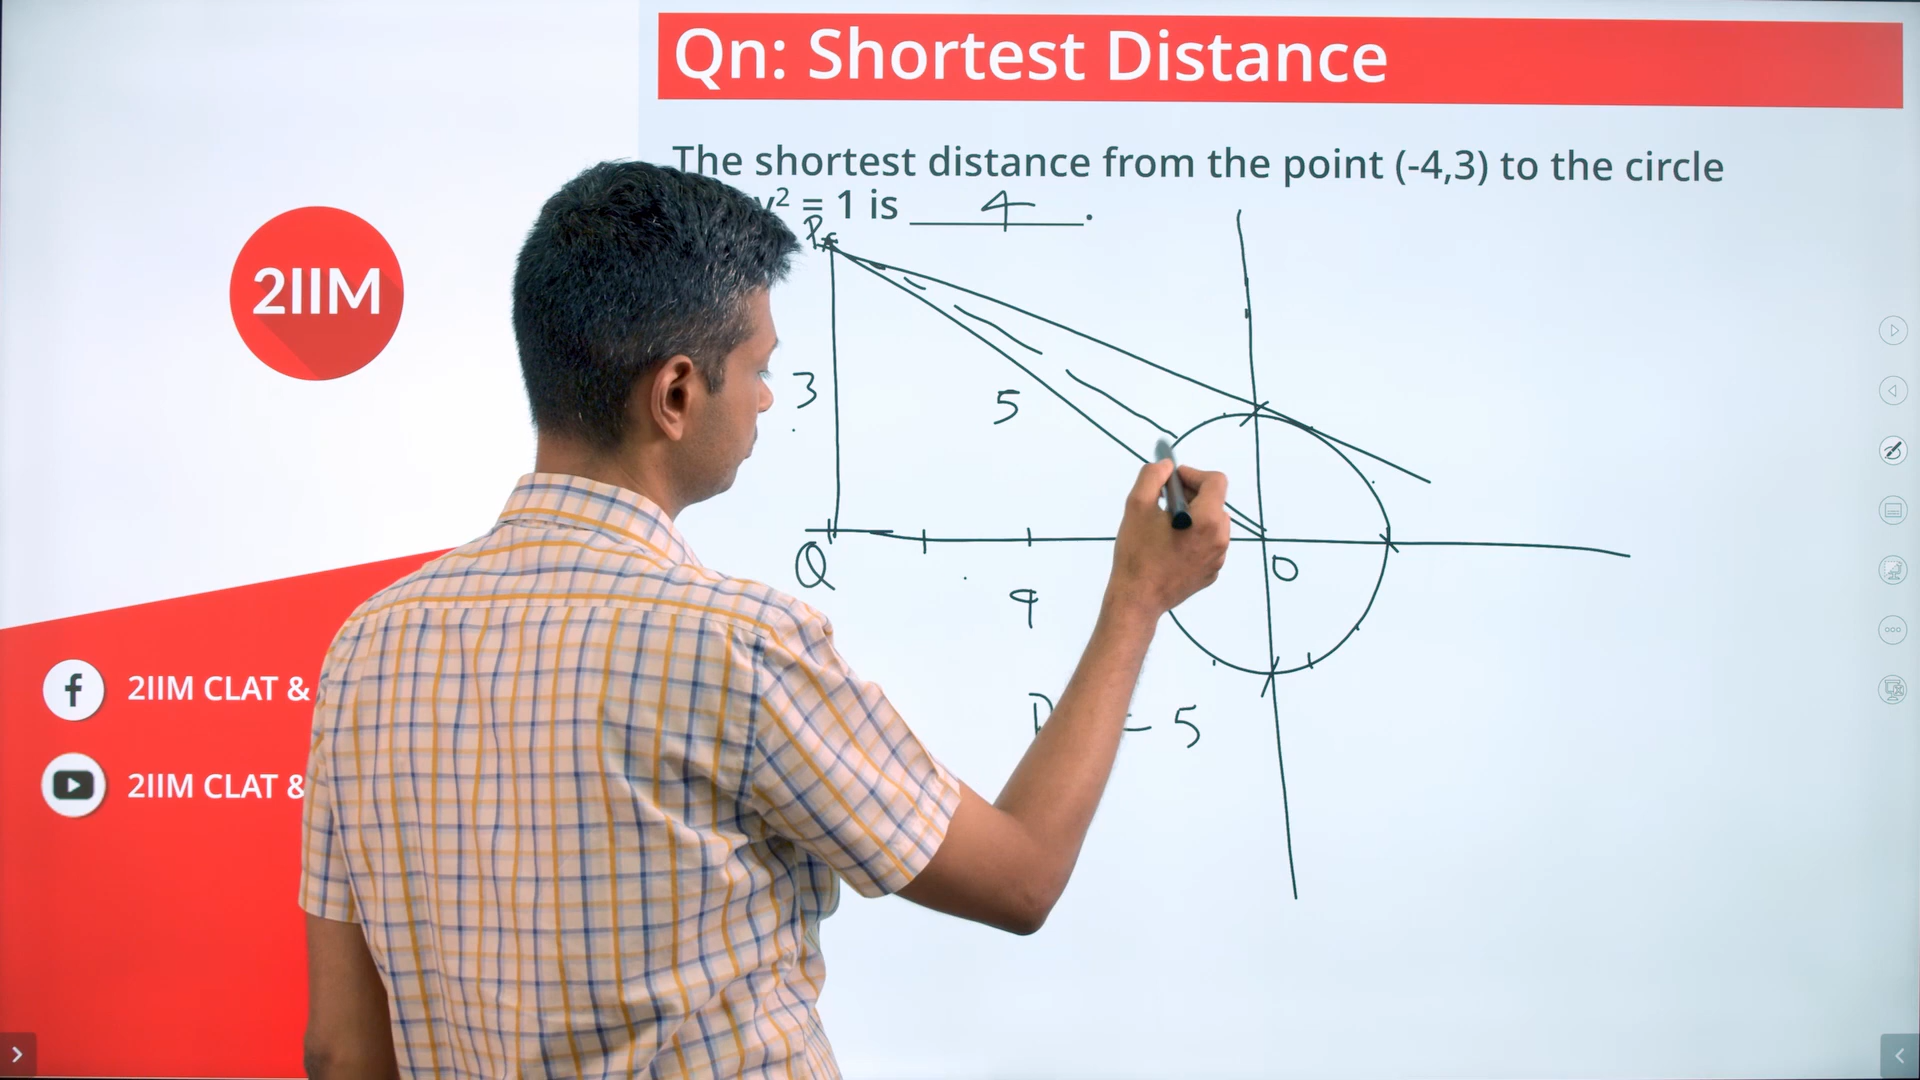 Qn: Shortest Distance
The shortest distance from the point (-4,3) to the circle
y² = 1 is 4.
P
2IIM
3
5
Q
O
4
= 5
2IIM CLAT &
2IIM CLAT &